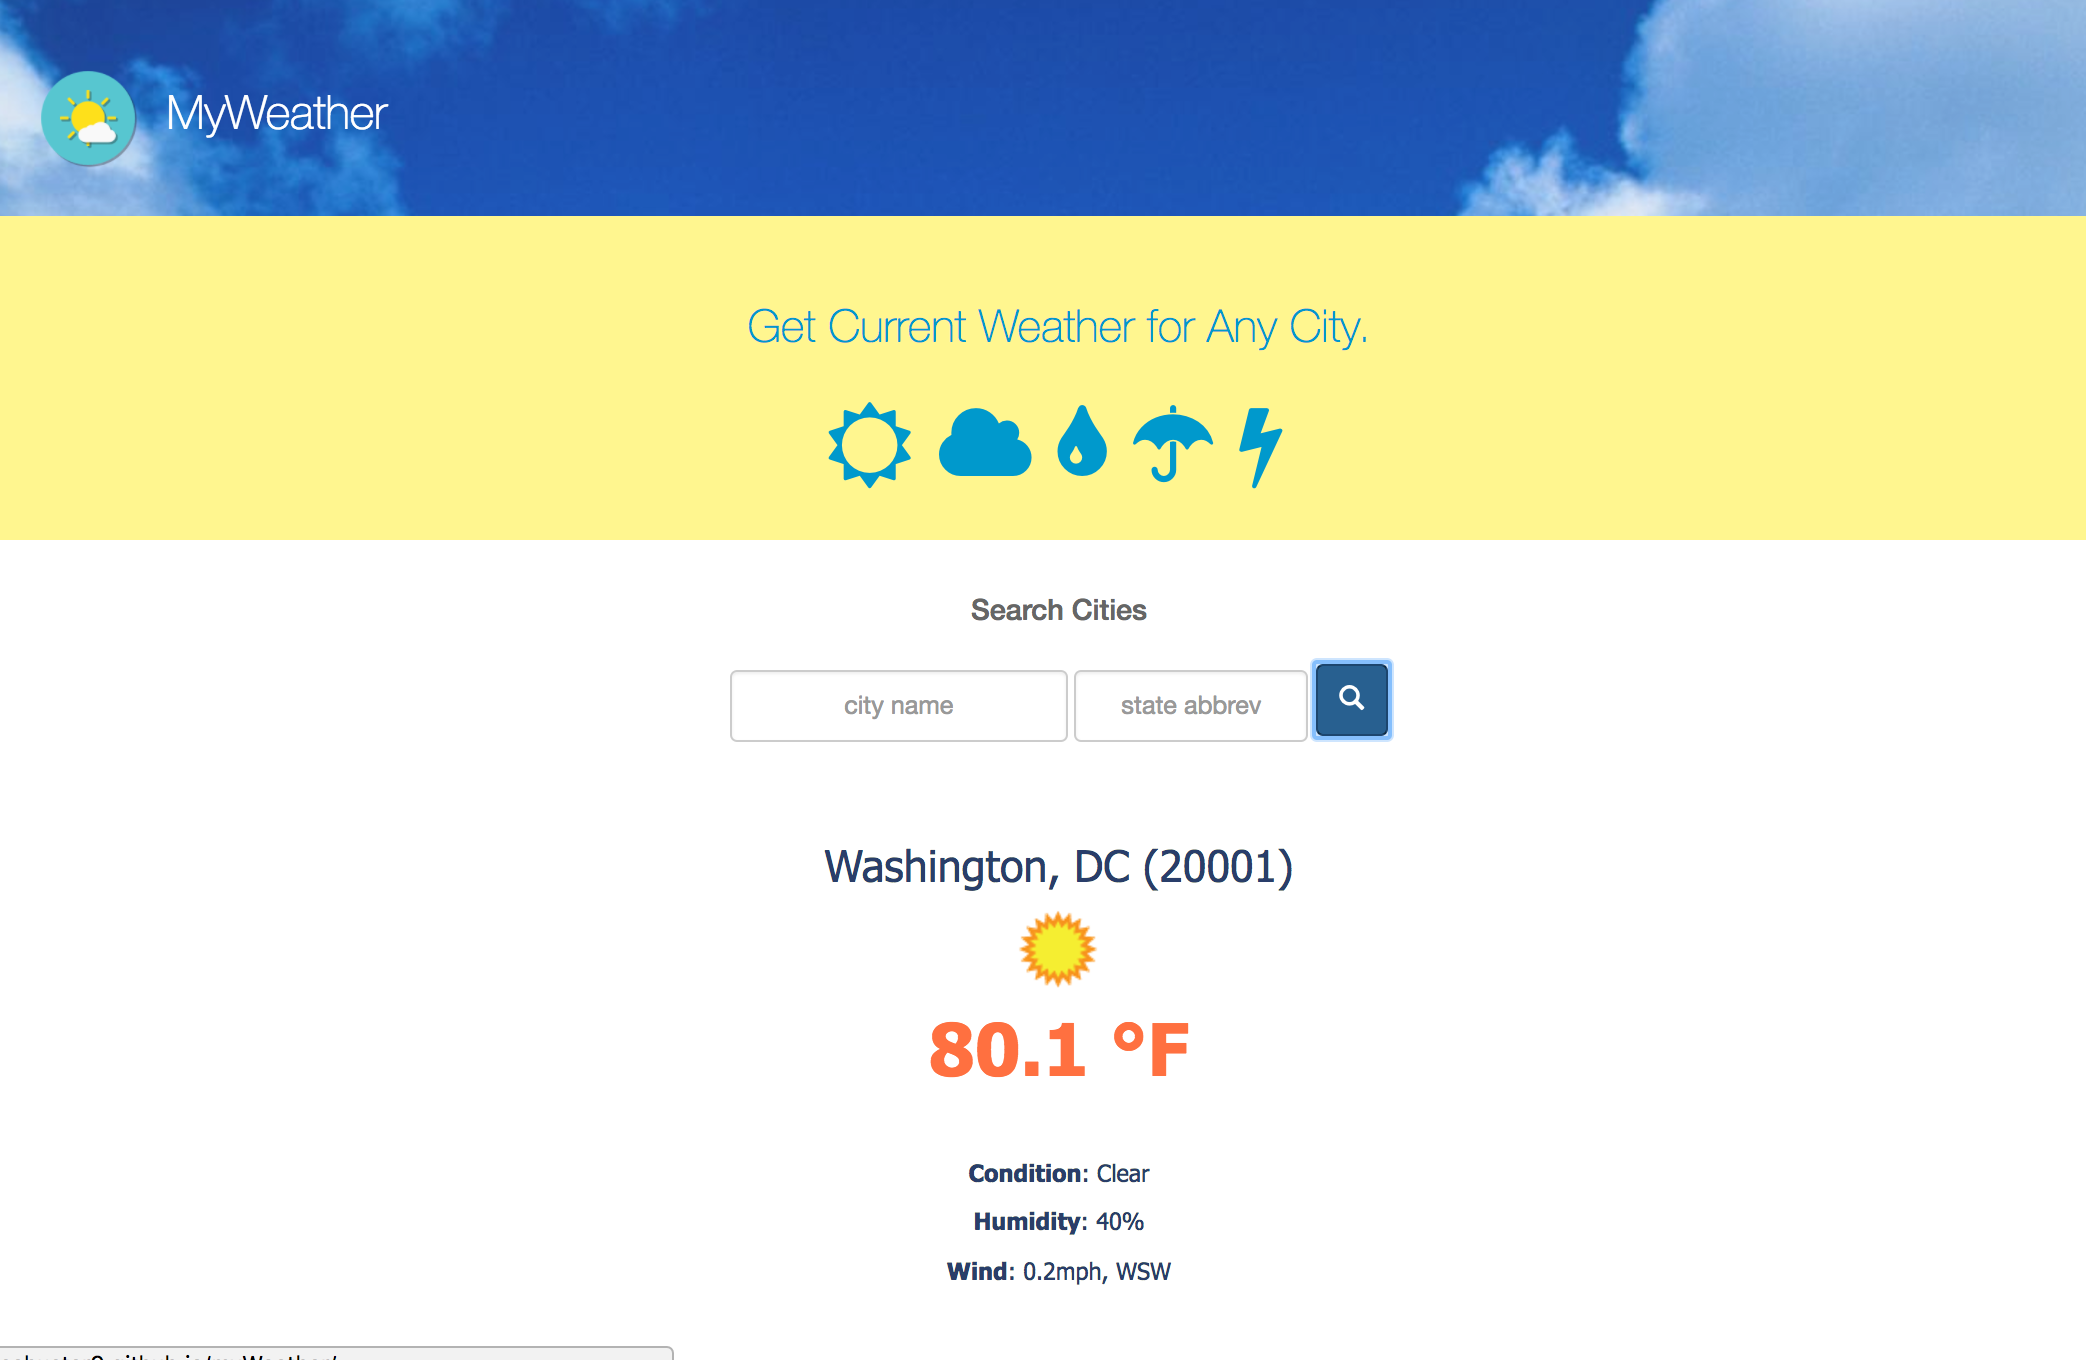 MyWeather
Get Current Weather for Any City.
Search Cities
city name state abbrev
Washington, DC (20001)
80.1 °F
Condition: Clear
Humidity: 40%
Wind: 0.2mph, WSW